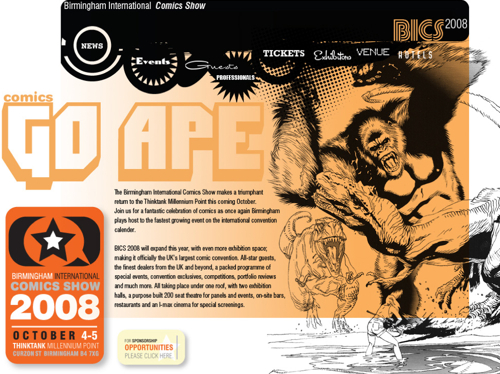 Birmingham International Comics Show
BICS 2008
NEWS
Events
Guests
PROFESSIONALS
TICKETS
Exhibitors
VENUE
HOTELS
comics
GO APE
The Birmingham International Comics Show makes a triumphant
return to the Thinktank Millennium Point this coming October.
Join us for a fantastic celebration of comics as once again Birmingham
plays host to the fastest growing event on the international convention
calender.
BICS 2008 will expand this year, with even more exhibition space;
making it officially the UK's largest comic convention. All-star guests,
the finest dealers from the UK and beyond, a packed programme of
special events, convention exclusives, competitions, portfolio reviews
and much more. All taking place under one roof, with two exhibition
halls, a purpose built 200 seat theatre for panels and events, on-site bars,
restaurants and an I-max cinema for special screenings.
BIRMINGHAM INTERNATIONAL
COMICS SHOW
2008
OCTOBER 4-5
THINKTANK MILLENNIUM POINT
CURZON ST BIRMINGHAM B4 7XG
FOR SPONSORSHIP
OPPORTUNITIES
PLEASE CLICK HERE